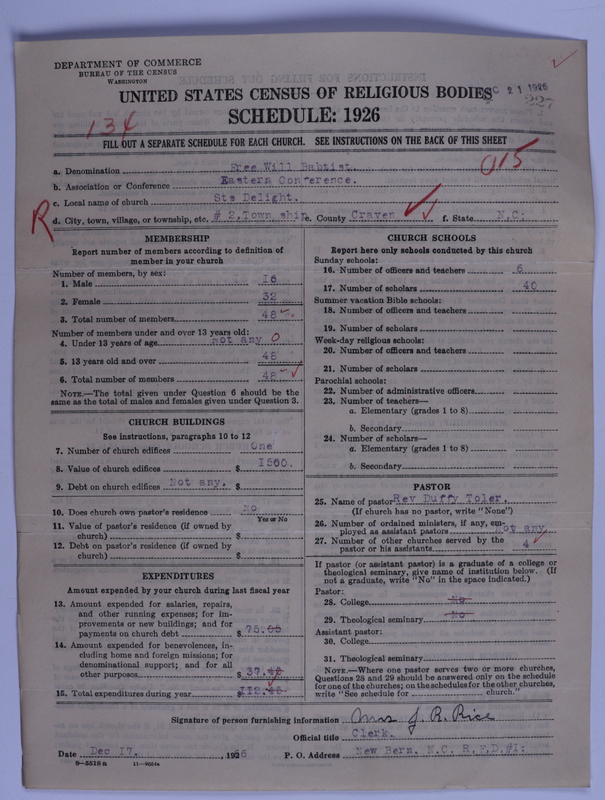 DEPARTMENT OF COMMERCE
BUREAU OF THE CENSUS
WASHINGTON
UNITED STATES CENSUS OF RELIGIOUS BODIES
21 1926
227
SCHEDULE: 1926
134
FILL OUT A SEPARATE SCHEDULE FOR EACH CHURCH. SEE INSTRUCTIONS ON THE BACK OF THIS SHEET
015
a. Denomination Free Will Baptist.
b. Association or Conference Eastern Conference.
c. Local name of church Sts Delight.
R
d. City, town, village, or township, etc. # 2, Town ship e. County Craven f. State N.C.
MEMBERSHIP
Report number of members according to definition of
member in your church
Number of members, by sex:
1. Male 16
2. Female 32
3. Total number of members 48
Number of members under and over 13 years old:
4. Under 13 years of age not any 0
5. 13 years old and over 48
6. Total number of members 48
NOTE.—The total given under Question 6 should be the
same as the total of males and females given under Question 3.
CHURCH BUILDINGS
See instructions, paragraphs 10 to 12
7. Number of church edifices One
8. Value of church edifices $ 1500.
9. Debt on church edifices Not any. $
10. Does church own pastor's residence No
Yes or No
11. Value of pastor's residence (if owned by
church) $
12. Debt on pastor's residence (if owned by
church) $
EXPENDITURES
Amount expended by your church during last fiscal year
13. Amount expended for salaries, repairs,
and other running expenses; for im-
provements or new buildings; and for
payments on church debt $ 75.
14. Amount expended for benevolences, in-
cluding home and foreign missions; for
denominational support; and for all
other purposes $ 37.
15. Total expenditures during year $ 112.
CHURCH SCHOOLS
Report here only schools conducted by this church
Sunday schools:
16. Number of officers and teachers 6
17. Number of scholars 40
Summer vacation Bible schools:
18. Number of officers and teachers
19. Number of scholars
Week-day religious schools:
20. Number of officers and teachers
21. Number of scholars
Parochial schools:
22. Number of administrative officers
23. Number of teachers—
a. Elementary (grades 1 to 8)
b. Secondary
24. Number of scholars—
a. Elementary (grades 1 to 8)
b. Secondary
PASTOR
25. Name of pastor Rev Duffy Toler.
(If church has no pastor, write "None")
26. Number of ordained ministers, if any, em-
ployed as assistant pastors Not any
27. Number of other churches served by the
pastor or his assistants 4
If pastor (or assistant pastor) is a graduate of a college or
theological seminary, give name of institution below. (If
not a graduate, write "No" in the space indicated.)
Pastor:
28. College No
29. Theological seminary No
Assistant pastor:
30. College
31. Theological seminary
NOTE.—Where one pastor serves two or more churches,
Questions 28 and 29 should be answered only on the schedule
for one of the churches; on the schedules for the other churches,
write "See schedule for church."
Signature of person furnishing information Mrs J. R. Rice
Official title Clerk.
Date Dec 17. , 1926 P. O. Address New Bern. N.C. R.F.D.#1:
8-5518a 11-9664a